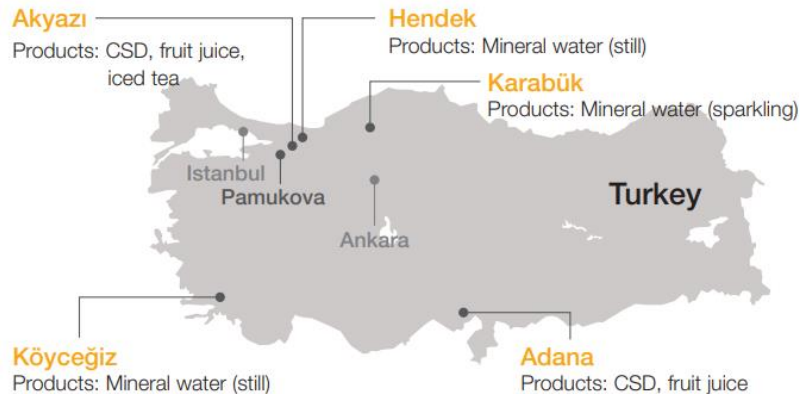 Akyazı
Products: CSD, fruit juice,
iced tea
Hendek
Products: Mineral water (still)
Karabük
Products: Mineral water (sparkling)
Istanbul
Pamukova
Turkey
Ankara
Köyceğiz
Products: Mineral water (still)
Adana
Products: CSD, fruit juice